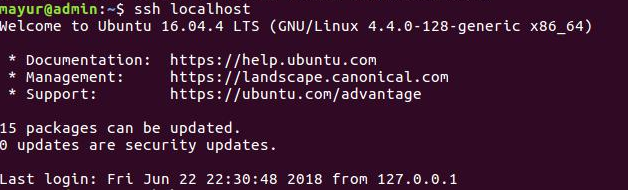 mayur@admin:~$ ssh localhost
Welcome to Ubuntu 16.04.4 LTS (GNU/Linux 4.4.0-128-generic x86_64)
* Documentation: https://help.ubuntu.com
* Management: https://landscape.canonical.com
* Support: https://ubuntu.com/advantage
15 packages can be updated.
0 updates are security updates.
Last login: Fri Jun 22 22:30:48 2018 from 127.0.0.1